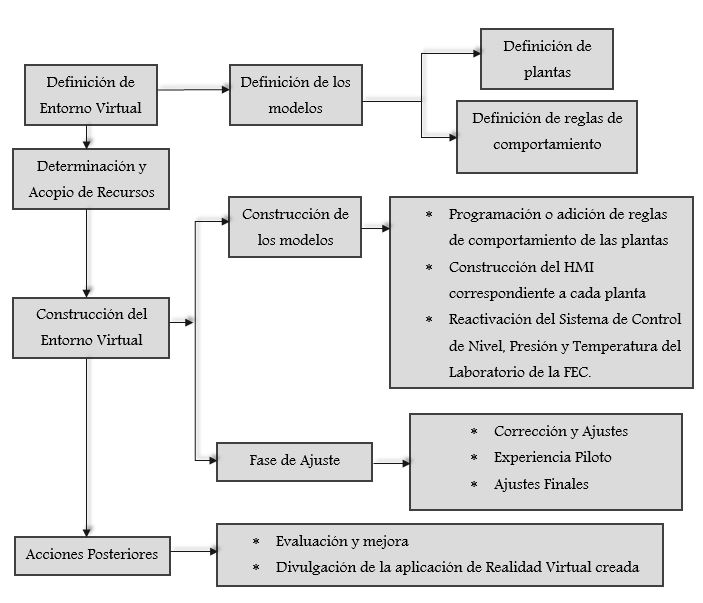 Definición de
Entorno Virtual
Definición de los
modelos
Definición de
plantas
Definición de reglas de
comportamiento
Determinación y
Acopio de Recursos
Construcción del
Entorno Virtual
Construcción de
los modelos
* Programación o adición de reglas
de comportamiento de las plantas
* Construcción del HMI
correspondiente a cada planta
* Reactivación del Sistema de Control
de Nivel, Presión y Temperatura del
Laboratorio de la FEC.
Fase de Ajuste
* Corrección y Ajustes
* Experiencia Piloto
* Ajustes Finales
Acciones Posteriores
* Evaluación y mejora
* Divulgación de la aplicación de Realidad Virtual creada